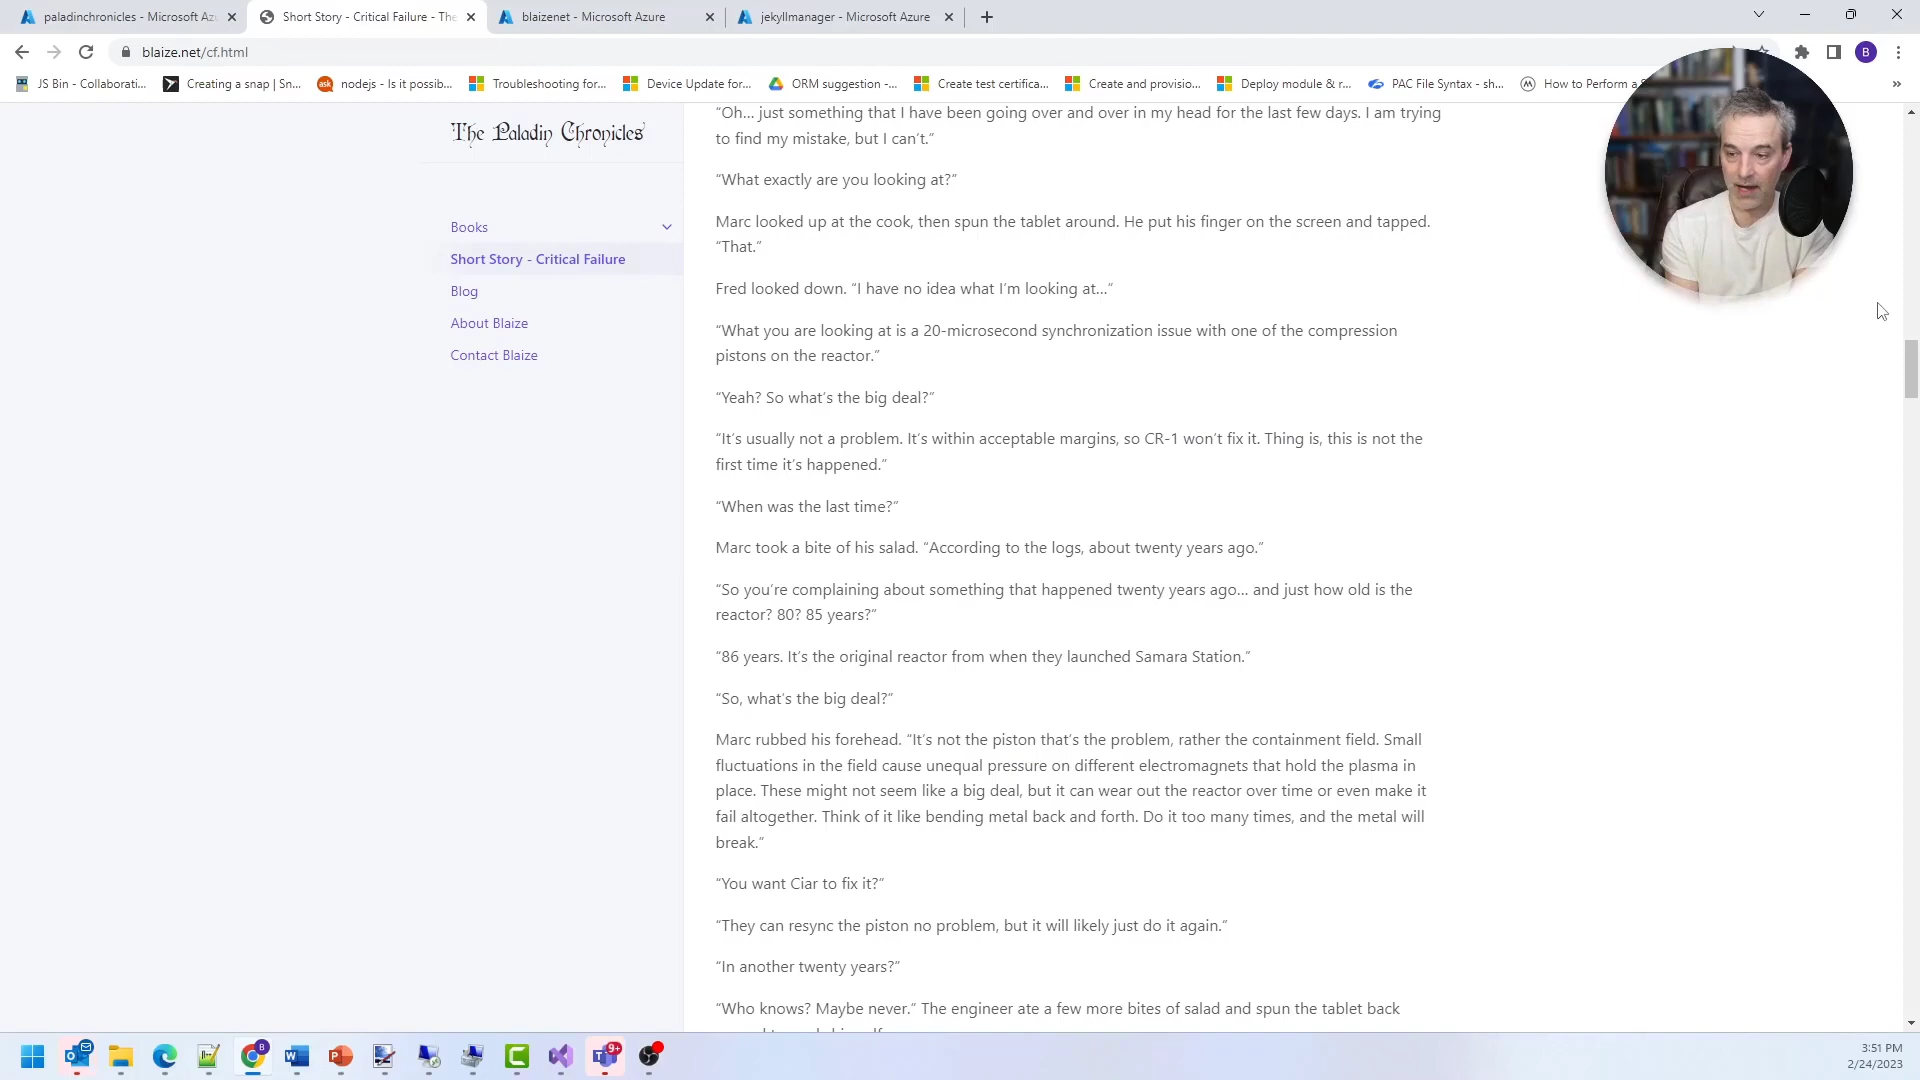 paladinchronicles - Microsoft Az
Short Story - Critical Failure - The
blaizenet - Microsoft Azure
jekyllmanager - Microsoft Azure
blaize.net/cf.html
B
JS Bin - Collaborati...
Creating a snap | Sn...
ask
nodejs - Is it possib...
Troubleshooting for...
Device Update for...
ORM suggestion -...
Create test certifica...
Create and provisio...
Deploy module & r...
PAC File Syntax - sh...
How to Perform a
»
The Paladin Chronicles
Books
Short Story - Critical Failure
Blog
About Blaize
Contact Blaize
“Oh... just something that I have been going over and over in my head for the last few days. I am trying
to find my mistake, but I can’t.”
“What exactly are you looking at?”
Marc looked up at the cook, then spun the tablet around. He put his finger on the screen and tapped.
“That.”
Fred looked down. “I have no idea what I’m looking at...“
“What you are looking at is a 20-microsecond synchronization issue with one of the compression
pistons on the reactor.”
“Yeah? So what’s the big deal?”
“It’s usually not a problem. It’s within acceptable margins, so CR-1 won’t fix it. Thing is, this is not the
first time it’s happened.”
“When was the last time?”
Marc took a bite of his salad. “According to the logs, about twenty years ago.”
“So you’re complaining about something that happened twenty years ago... and just how old is the
reactor? 80? 85 years?”
“86 years. It’s the original reactor from when they launched Samara Station.”
“So, what’s the big deal?”
Marc rubbed his forehead. “It’s not the piston that’s the problem, rather the containment field. Small
fluctuations in the field cause unequal pressure on different electromagnets that hold the plasma in
place. These might not seem like a big deal, but it can wear out the reactor over time or even make it
fail altogether. Think of it like bending metal back and forth. Do it too many times, and the metal will
break.”
“You want Ciar to fix it?”
“They can resync the piston no problem, but it will likely just do it again.”
“In another twenty years?”
“Who knows? Maybe never.” The engineer ate a few more bites of salad and spun the tablet back
B
9+
3:51 PM
2/24/2023